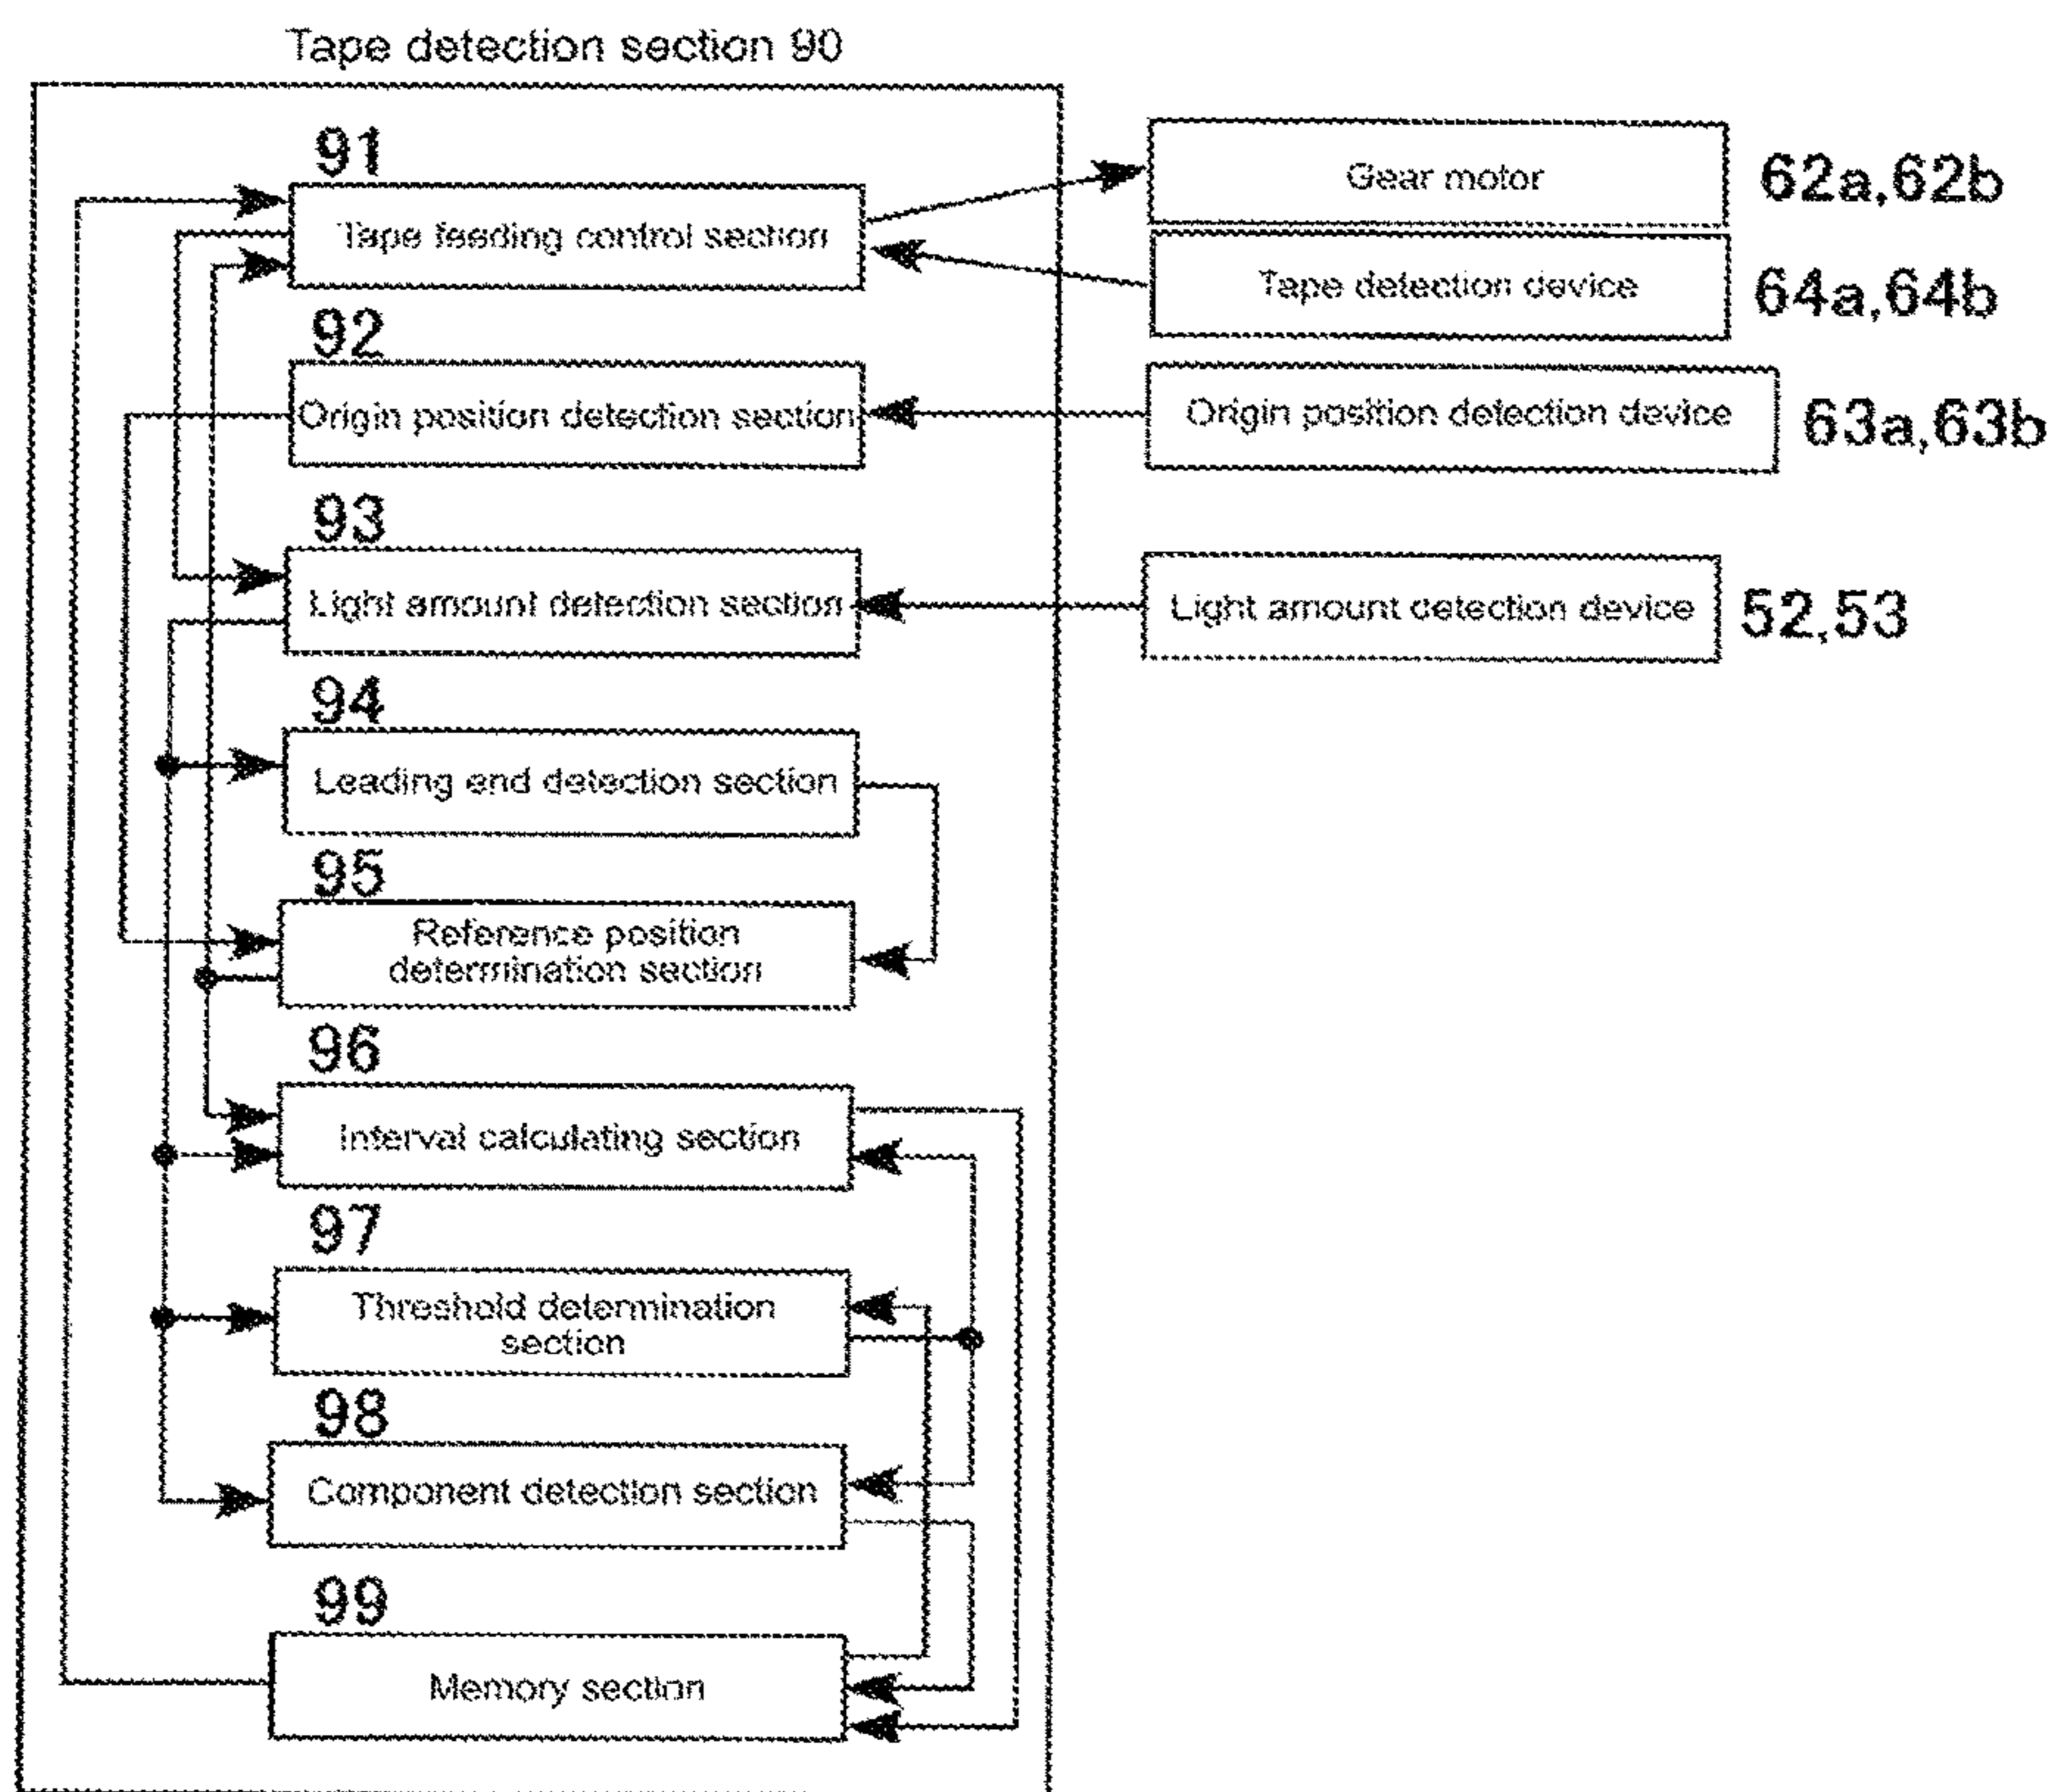 Tape detection section 90
91
Tape feeding control section
Gear motor
62a,62b
Tape detection device
64a,64b
92
Origin position detection section
Origin position detection device
63a,63b
93
Light amount detection section
Light amount detection device
52,53
94
Leading end detection section
95
Reference position
determination section
96
Interval calculating section
97
Threshold determination
section
98
Component detection section
99
Memory section